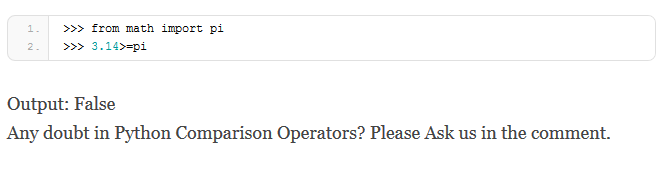 1. >>> from math import pi
2. >>> 3.14>=pi
Output: False
Any doubt in Python Comparison Operators? Please Ask us in the comment.